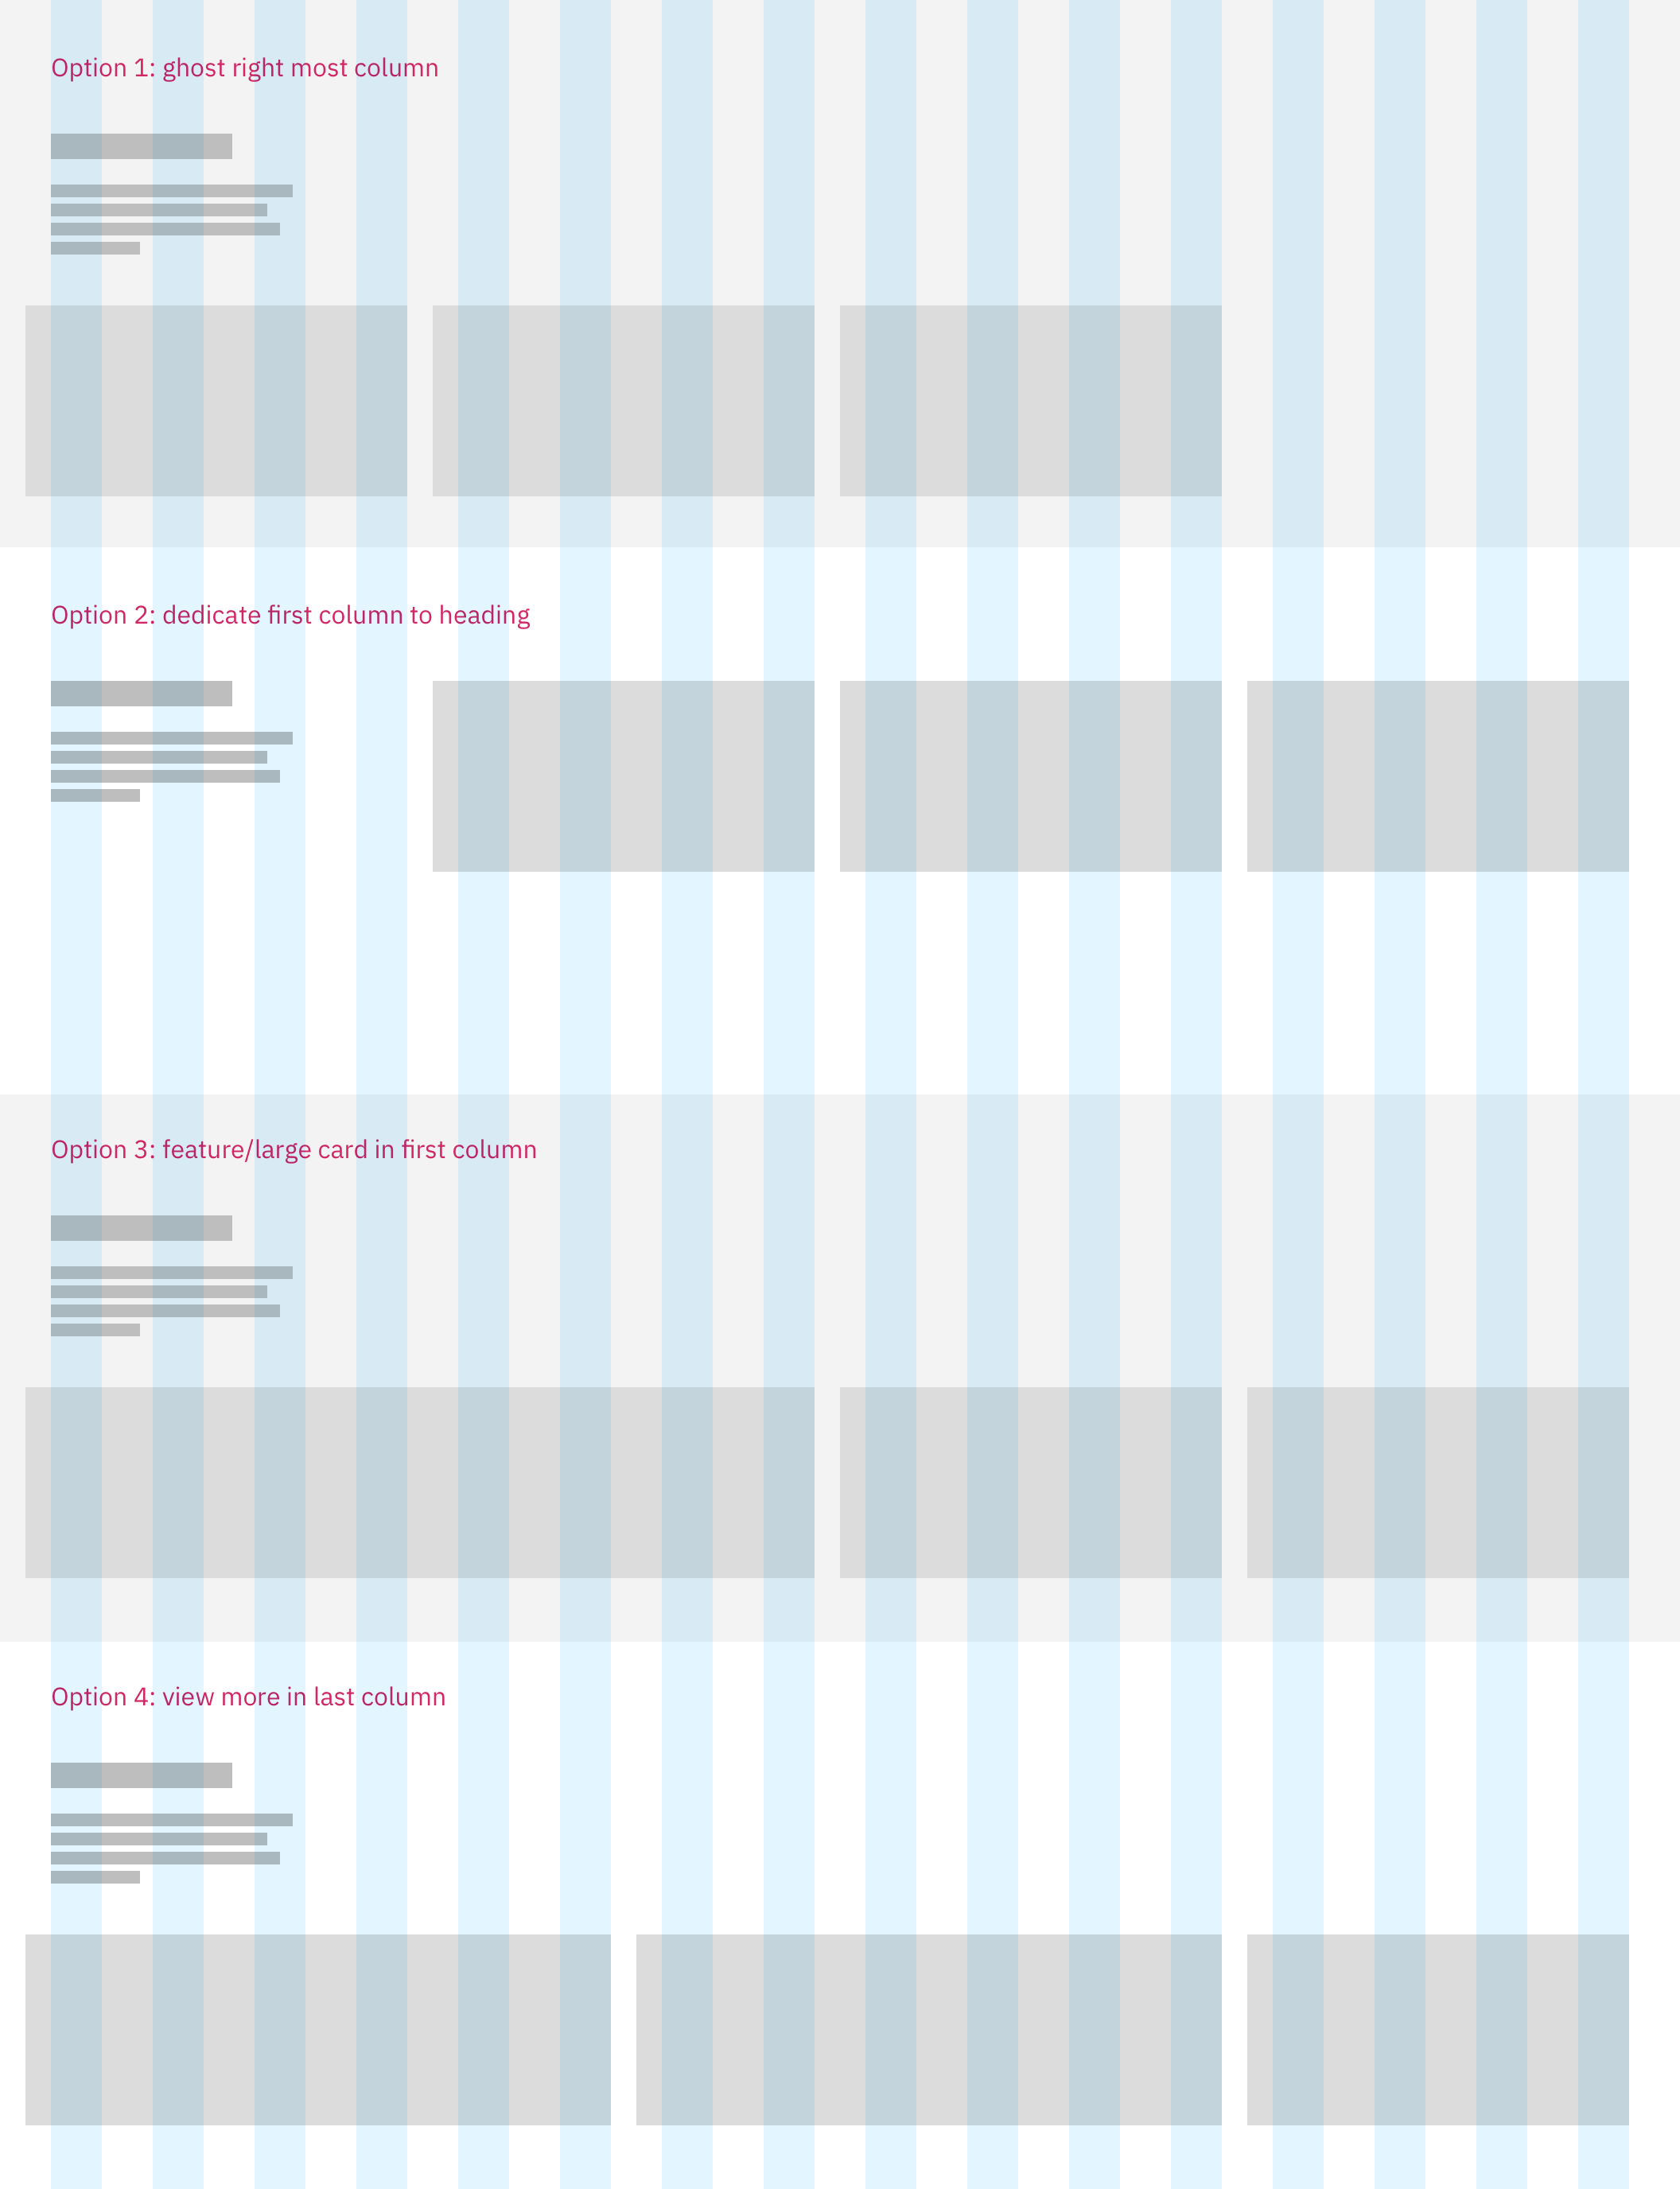 Option 1: ghost right most column
Option 2: dedicate first column to heading
Option 3: feature/large card in first column
Option 4: view more in last column